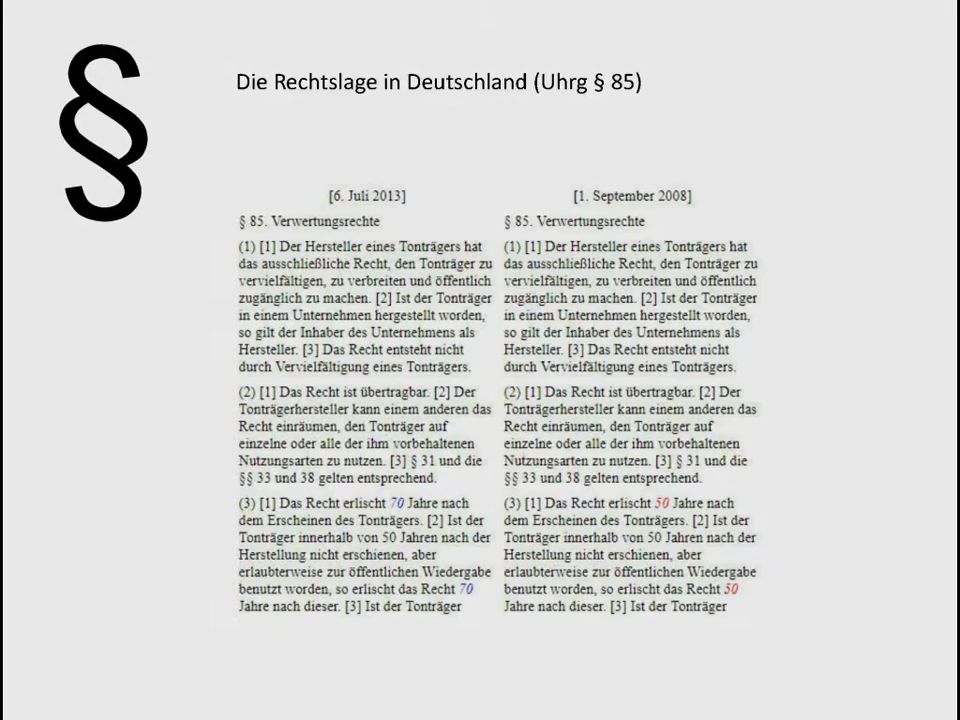 §
Die Rechtslage in Deutschland (Uhrg § 85)
[6. Juli 2013]
§ 85. Verwertungsrechte
(1) [1] Der Hersteller eines Tonträgers hat
das ausschließliche Recht, den Tonträger zu
vervielfältigen, zu verbreiten und öffentlich
zugänglich zu machen. [2] Ist der Tonträger
in einem Unternehmen hergestellt worden,
so gilt der Inhaber des Unternehmens als
Hersteller. [3] Das Recht entsteht nicht
durch Vervielfältigung eines Tonträgers.
(2) [1] Das Recht ist übertragbar. [2] Der
Tonträgerhersteller kann einem anderen das
Recht einräumen, den Tonträger auf
einzelne oder alle der ihm vorbehaltenen
Nutzungsarten zu nutzen. [3] § 31 und die
§§ 33 und 38 gelten entsprechend.
(3) [1] Das Recht erlischt 70 Jahre nach
dem Erscheinen des Tonträgers. [2] Ist der
Tonträger innerhalb von 50 Jahren nach der
Herstellung nicht erschienen, aber
erlaubterweise zur öffentlichen Wiedergabe
benutzt worden, so erlischt das Recht 70
Jahre nach dieser. [3] Ist der Tonträger
[1. September 2008]
§ 85. Verwertungsrechte
(1) [1] Der Hersteller eines Tonträgers hat
das ausschließliche Recht, den Tonträger zu
vervielfältigen, zu verbreiten und öffentlich
zugänglich zu machen. [2] Ist der Tonträger
in einem Unternehmen hergestellt worden,
so gilt der Inhaber des Unternehmens als
Hersteller. [3] Das Recht entsteht nicht
durch Vervielfältigung eines Tonträgers.
(2) [1] Das Recht ist übertragbar. [2] Der
Tonträgerhersteller kann einem anderen das
Recht einräumen, den Tonträger auf
einzelne oder alle der ihm vorbehaltenen
Nutzungsarten zu nutzen. [3] § 31 und die
§§ 33 und 38 gelten entsprechend.
(3) [1] Das Recht erlischt 50 Jahre nach
dem Erscheinen des Tonträgers. [2] Ist der
Tonträger innerhalb von 50 Jahren nach der
Herstellung nicht erschienen, aber
erlaubterweise zur öffentlichen Wiedergabe
benutzt worden, so erlischt das Recht 50
Jahre nach dieser. [3] Ist der Tonträger